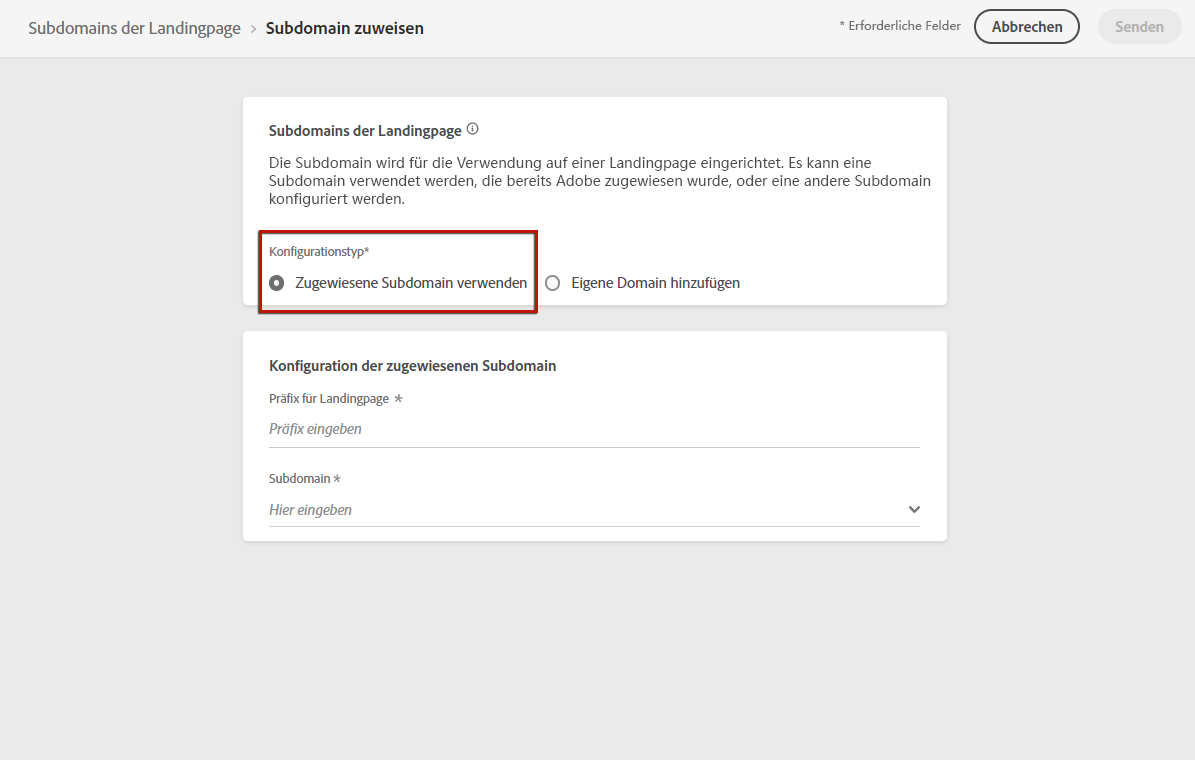 Subdomains der Landingpage > Subdomain zuweisen
* Erforderliche Felder
Abbrechen
Senden
Subdomains der Landingpage
Die Subdomain wird für die Verwendung auf einer Landingpage eingerichtet. Es kann eine
Subdomain verwendet werden, die bereits Adobe zugewiesen wurde, oder eine andere Subdomain
konfiguriert werden.
Konfigurationstyp*
Zugewiesene Subdomain verwenden
Eigene Domain hinzufügen
Konfiguration der zugewiesenen Subdomain
Präfix für Landingpage *
Präfix eingeben
Subdomain *
Hier eingeben